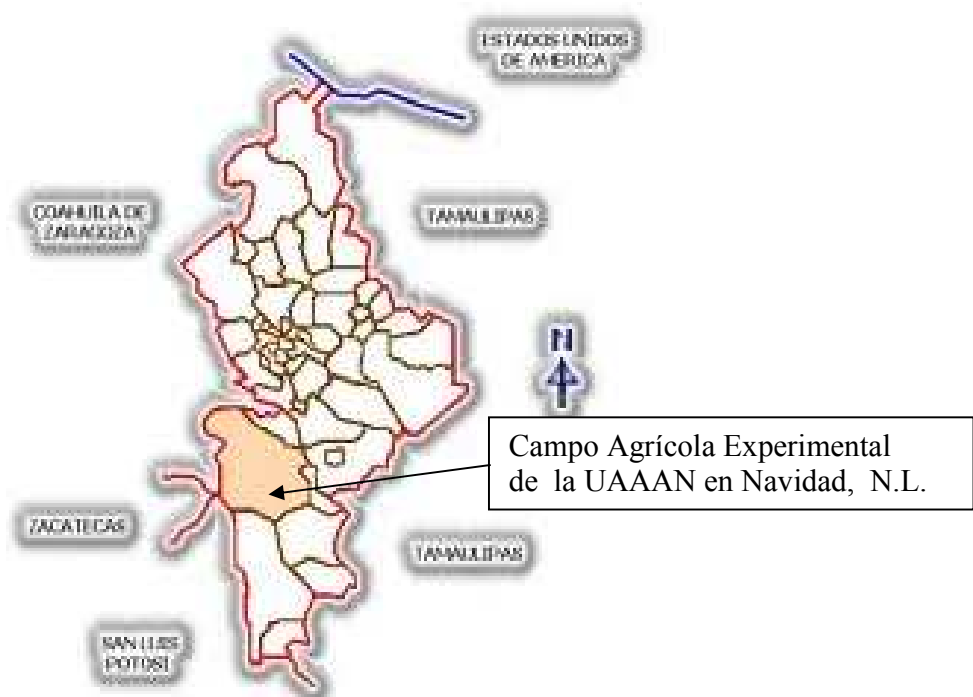 ESTADOS UNIDOS
DE AMERICA
COAHUILA DE
ZARAGOZA
TAMAULIPAS
N
Campo Agrícola Experimental
de la UAAAN en Navidad, N.L.
ZACATECAS
TAMAULIPAS
SAN LUIS
POTOSI